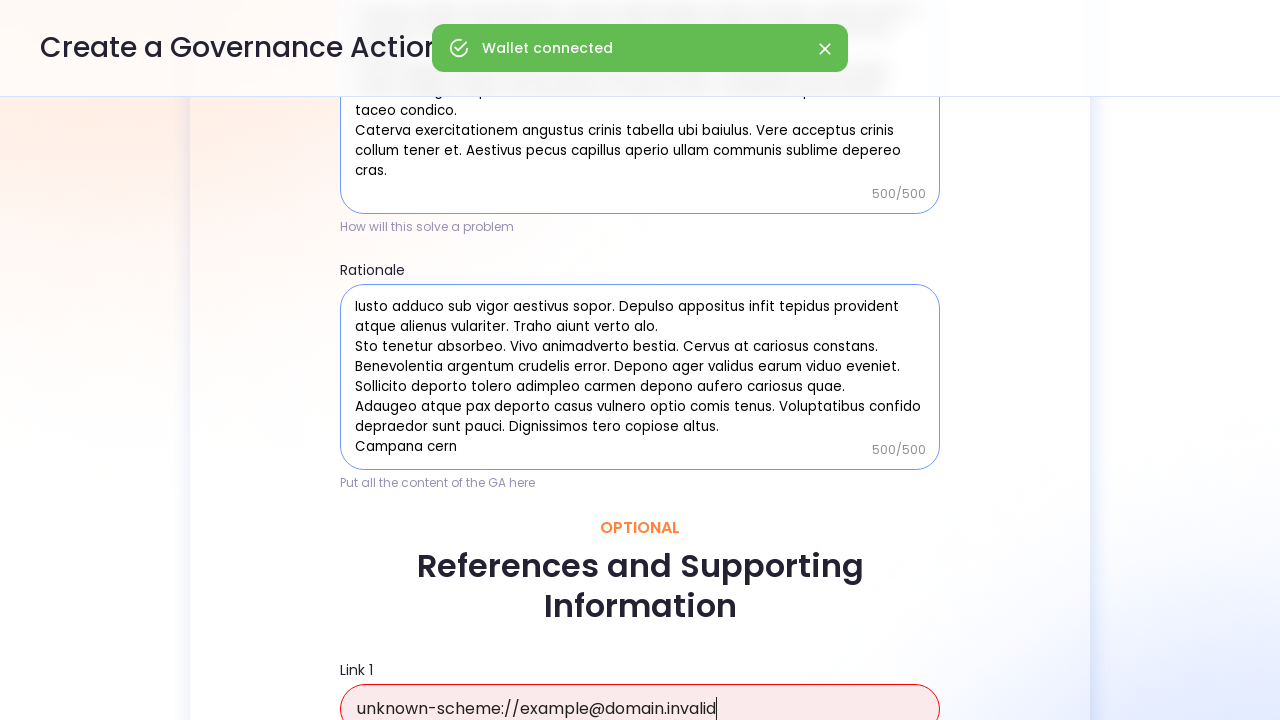 Create a Governance Action
Wallet connected
taceo condico.
Caterva exercitationem angustus crinis tabella ubi baiulus. Vere acceptus crinis
collum tener et. Aestivus pecus capillus aperio ullam communis sublime depereo
cras.
500/500
How will this solve a problem
Rationale
Iusto adduco sub vigor aestivus sopor. Depulso appositus infit tepidus provident
atque alienus vulariter. Traho aiunt verto alo.
Sto tenetur absorbeo. Vivo animadverto bestia. Cervus at cariosus constans.
Benevolentia argentum crudelis error. Depono ager validus earum viduo eveniet.
Sollicito deporto tolero adimpleo carmen depono aufero cariosus quae.
Adaugeo atque pax deporto casus vulnero optio comis tenus. Voluptatibus confido
depraedor sunt pauci. Dignissimos tero copiose altus.
Campana cern
500/500
Put all the content of the GA here
OPTIONAL
References and Supporting
Information
Link 1
unknown-scheme://example@domain.invalid